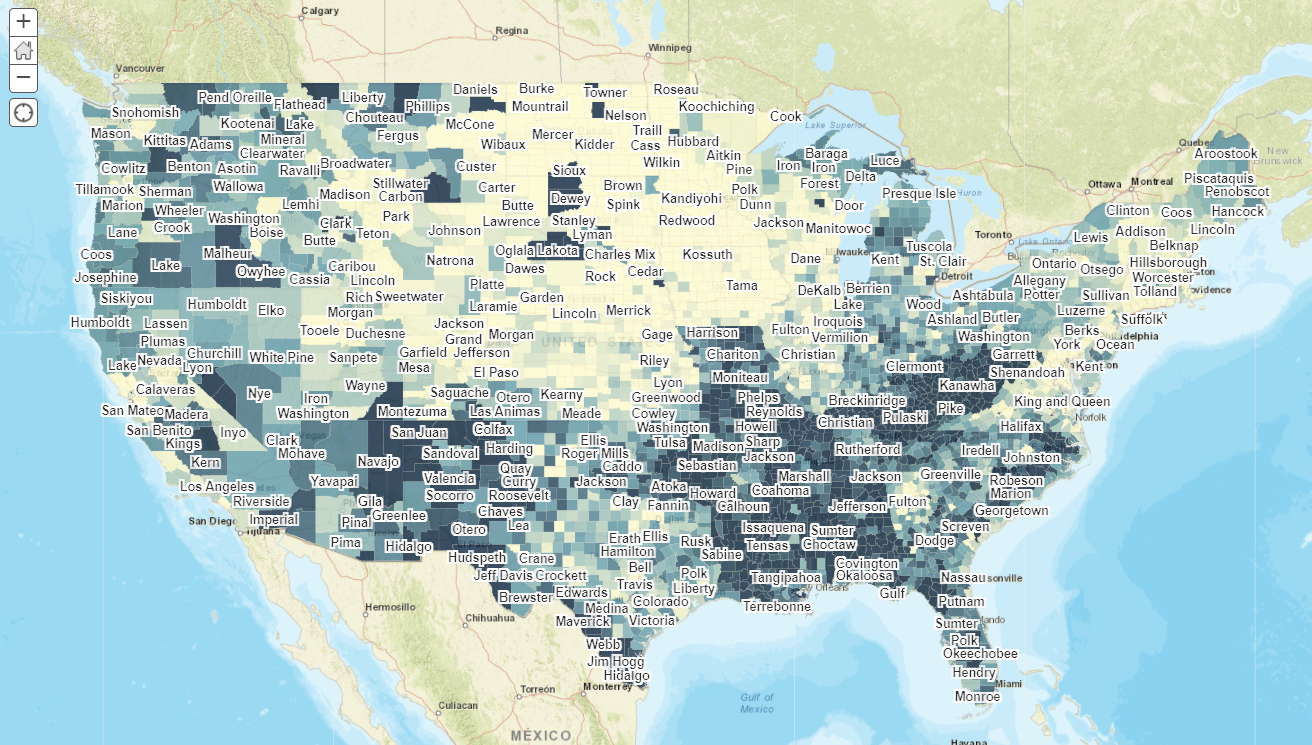 Calgary
+
Regina
Winnipeg
−
Vancouver
Pend Oreille
Flathead
Liberty
Daniels
Burke
Towner
Roseau
Snohomish
Phillips
Mountrail
Koochiching
Chouteau
Nelson
Cook
Kootenai
Lake
McCone
Lake Superior
Mason
Kittitas
Adams
Mineral
Fergus
Mercer
Traill
Hubbard
Quebec
Clearwater
Wibaux
Kidder
Cass
Aitkin
Baraga
Aroostook
New Brunswick
Cowlitz
Benton
Asotin
Ravalli
Broadwater
Custer
Sioux
Wilkin
Pine
Iron
Iron
Luce
Delta
Piscataquis
Tillamook
Sherman
Wallowa
Stillwater
Carter
Brown
Polk
Forest
Ottawa
Montreal
Penobscot
Marion
Lemhi
Madison
Carbon
Butte
Dewey
Spink
Kandiyohi
Dunn
Door
Presque Isle
Huron
Wheeler
Washington
Clark
Park
Lawrence
Stanley
Redwood
Jackson
Manitowoc
Clinton
Coos
Hancock
Lane
Crook
Boise
Butte
Teton
Johnson
Lyman
Toronto
Lake Ontario
Lewis
Addison
Lincoln
Coos
Lake
Malheur
Natrona
Oglala Lakota
Charles Mix
Kossuth
Dane
Milwaukee
Kent
Tuscola
St. Clair
Belknap
Josephine
Owyhee
Cassia
Caribou
Lincoln
Dawes
Rock
Cedar
Detroit
Ontario
Otsego
Hillsborough
Siskiyou
Humboldt
Elko
Rich
Sweetwater
Platte
Garden
Tama
DeKalb
Berrien
Lake
Wood
Ashtabula
Allegany
Potter
Sullivan
Worcester
Tolland
Humboldt
Lassen
Morgan
Laramie
Lincoln
Merrick
Iroquois
Ashland
Butler
Luzerne
Suffolk
Plumas
Tooele
Duchesne
Jackson
Grand
Morgan
UNITED STATES
Gage
Harrison
Fulton
Vermilion
Washington
Berks
York
Ocean
Lake
Nevada
Lyon
Churchill
White Pine
Sanpete
Garfield
Mesa
Jefferson
Riley
Chariton
Christian
Clermont
Garrett
Shenandoah
Kent
Calaveras
Nye
Wayne
El Paso
Lyon
Moniteau
Kanawha
San Mateo
Madera
Iron
Washington
Saguache
Otero
Kearny
Greenwood
Phelps
Breckinridge
Pike
King and Queen
San Benito
Kings
Inyo
Montezuma
Las Animas
Meade
Cowley
Reynolds
Christian
Pulaski
Norfolk
Clark
Mohave
San Juan
Colfax
Washington
Howell
Halifax
Kern
Navajo
Sandoval
Harding
Ellis
Roger Mills
Tulsa
Madison
Sharp
Jackson
Rutherford
Iredell
Johnston
Los Angeles
Yavapai
Valencia
Quay
Curry
Caddo
Jackson
Sebastian
Marshall
Jackson
Greenville
Robeson
Riverside
Gila
Socorro
Roosevelt
Atoka
Howard
Coahoma
Marion
San Diego
Imperial
Pinal
Greenlee
Chaves
Clay
Fannin
Calhoun
Jefferson
Fulton
Georgetown
Tijuana
Pima
Hidalgo
Otero
Lea
Erath
Ellis
Rusk
Issaquena
Sumter
Screven
Hudspeth
Crane
Hamilton
Sabine
Tensas
Choctaw
Dodge
Jeff Davis
Crockett
Bell
Polk
Tangipahoa
Covington
Okaloosa
Nassau
Brewster
Edwards
Travis
Liberty
New Orleans
Gulf
Putnam
Hermosillo
Chihuahua
Medina
Colorado
Terrebonne
Maverick
Victoria
Sumter
Webb
Polk
Okeechobee
Jim Hogg
Hidalgo
Hendry
Torreón
Monterrey
Gulf of
Mexico
Monroe
Miami
Culiacan
MÉXICO
Havana